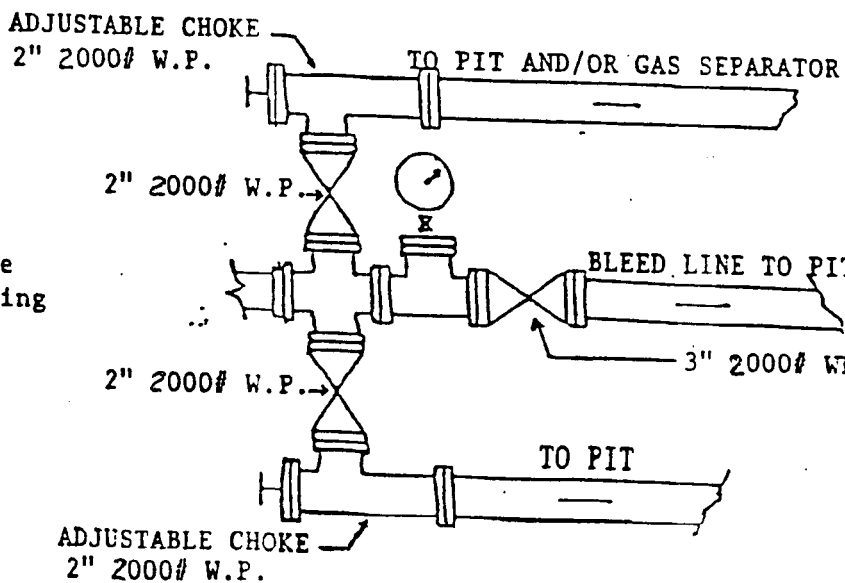 ADJUSTABLE CHOKE
2" 2000# W.P.
TO PIT AND/OR GAS SEPARATOR
2" 2000# W.P.
BLEED LINE TO PIT
3" 2000#
2" 2000# W.P.
TO PIT
ADJUSTABLE CHOKE
2" 2000# W.P.